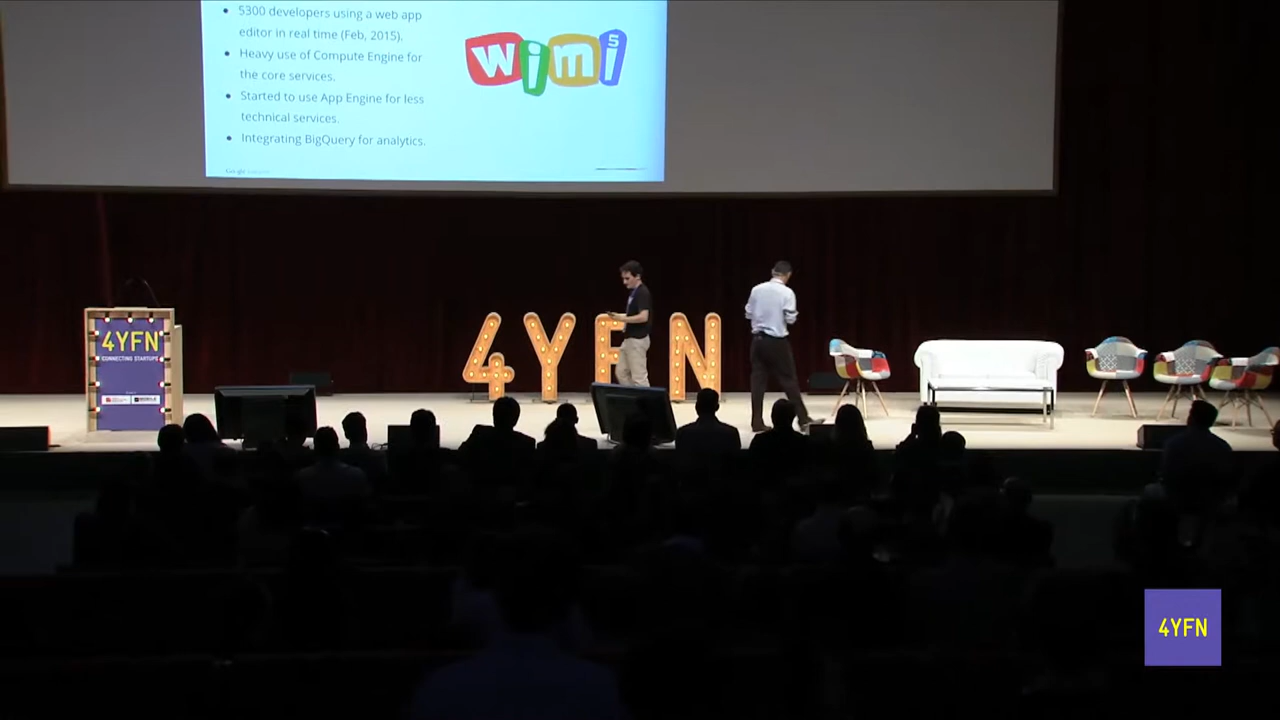 5300 developers using a web app
editor in real time (Feb, 2015).
Heavy use of Compute Engine for
the core services.
Started to use App Engine for less
technical services.
Integrating BigQuery for analytics.
Google
wimi5
4YFN
CONNECTING STARTUPS
4YFN
4YFN